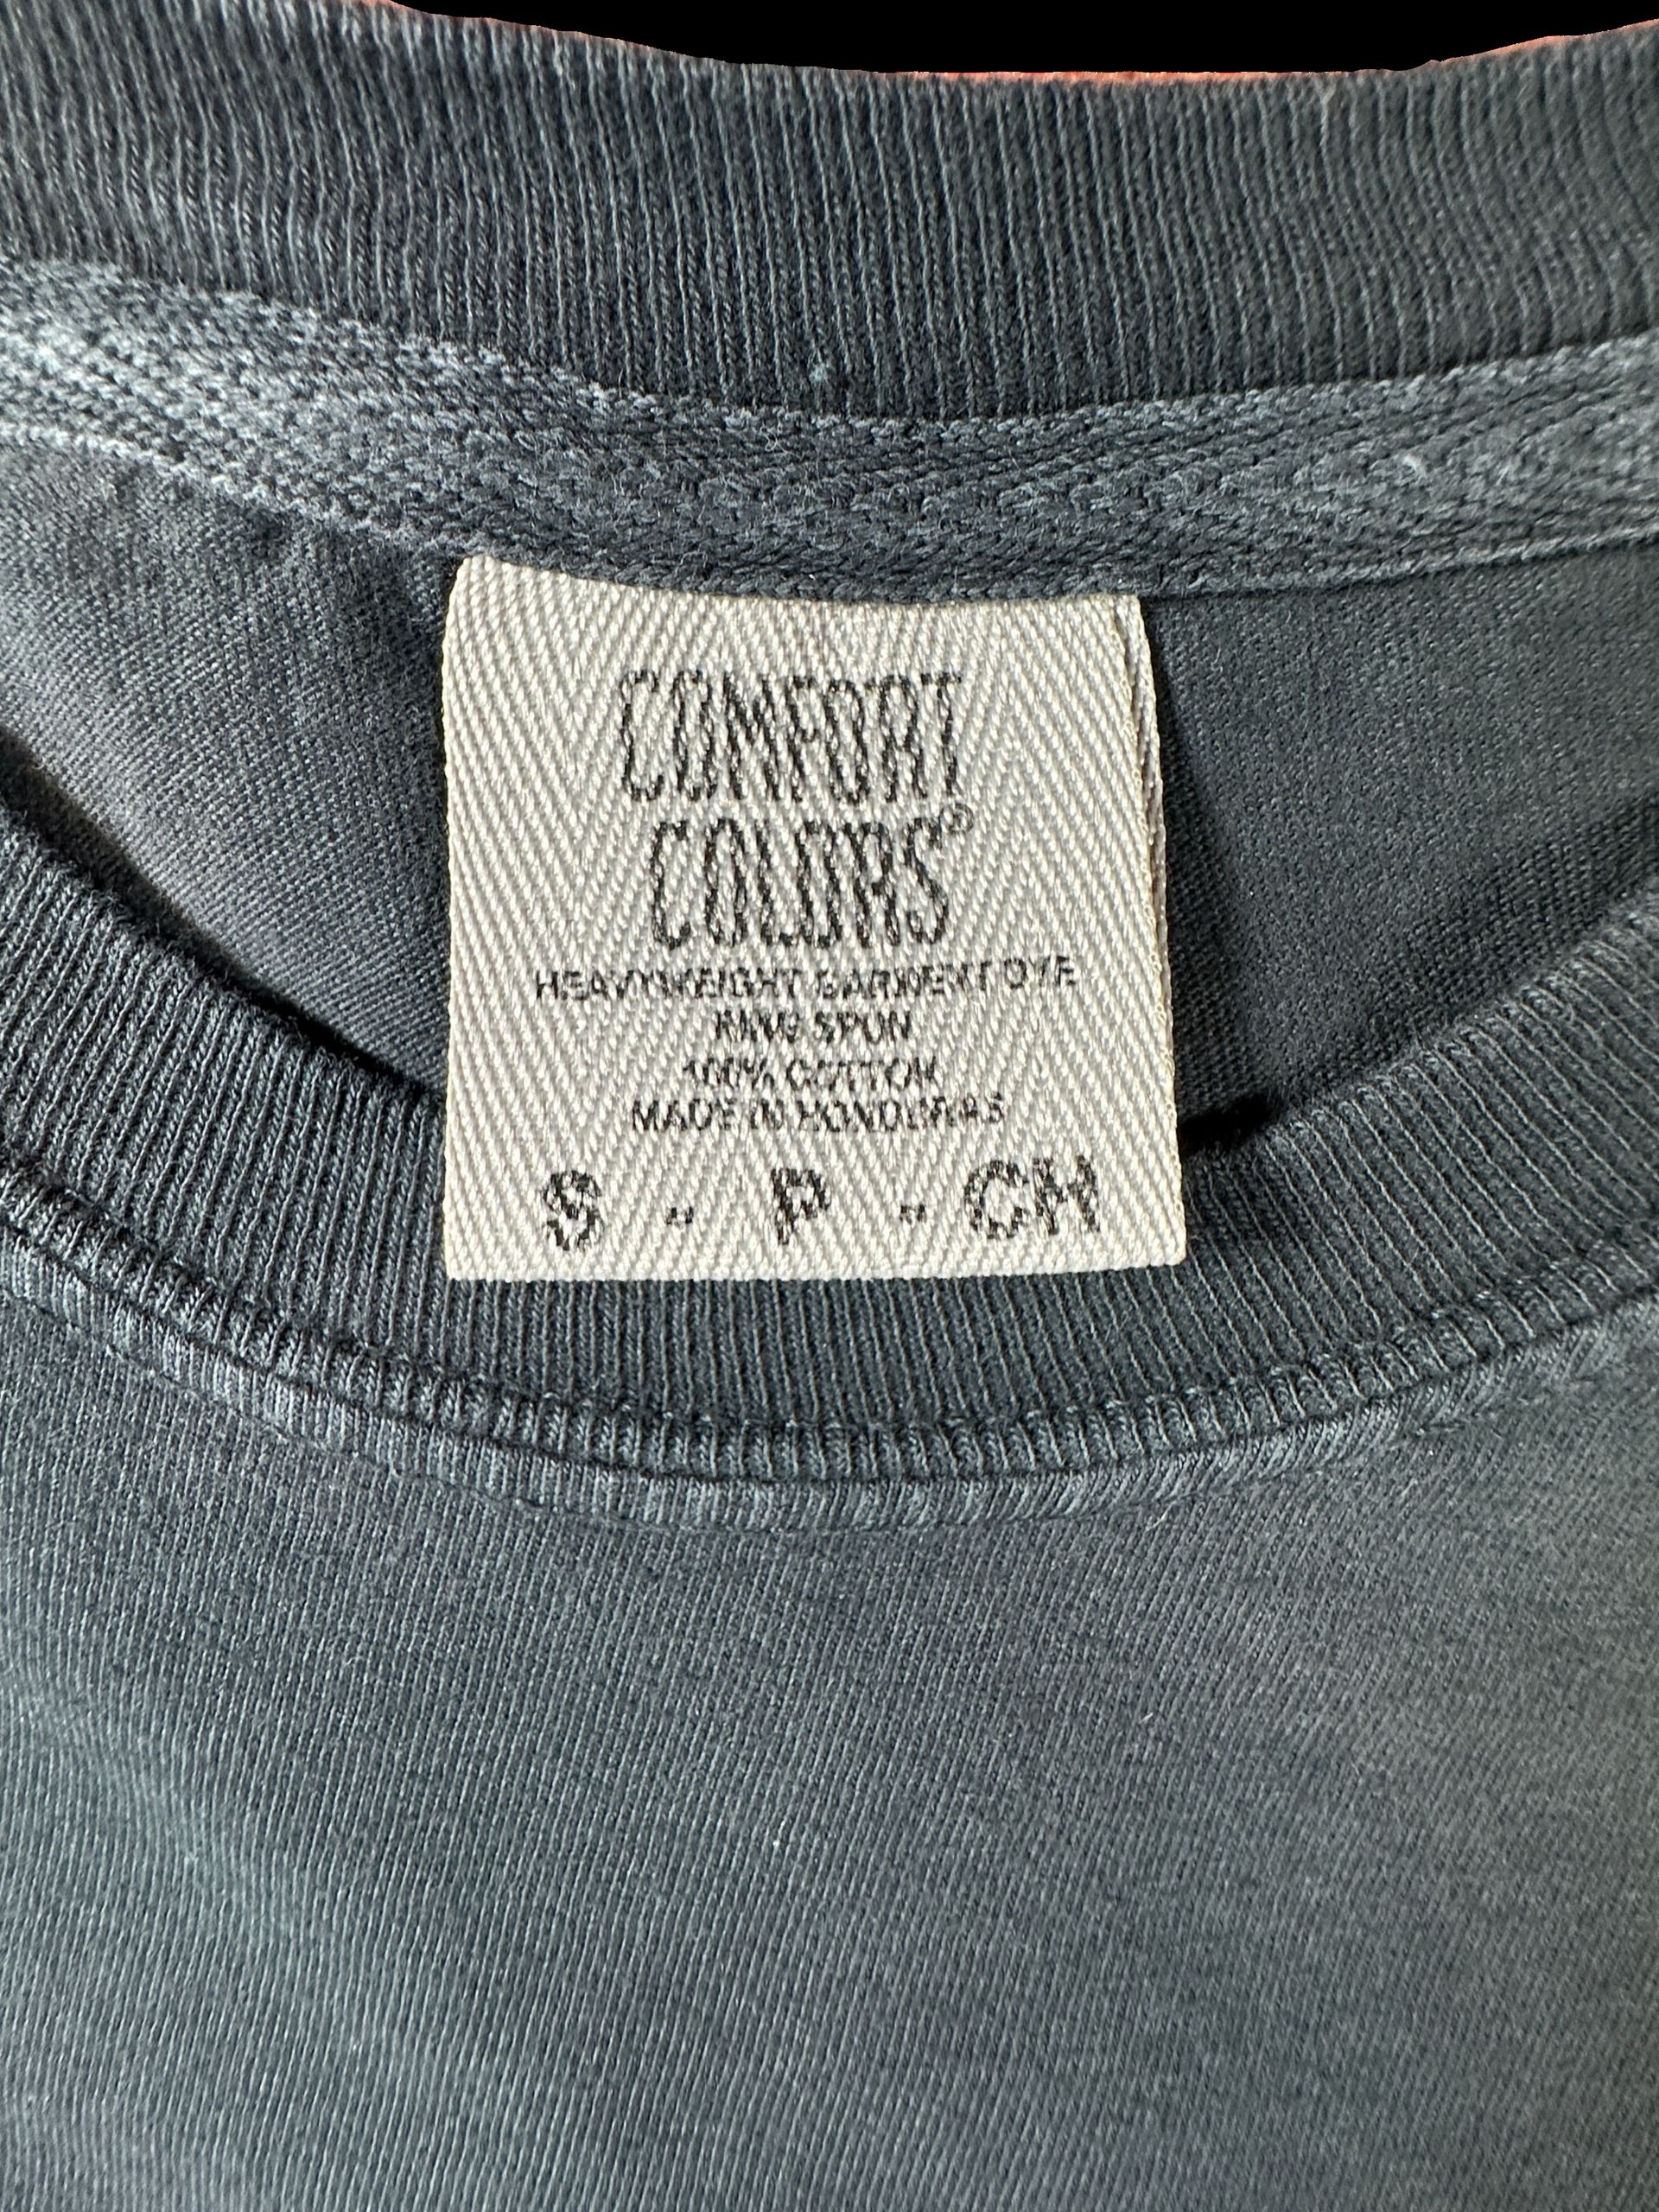 COMFORT
COLORS®
HEAVYWEIGHT GARMENT DYE
RING SPUN
100% COTTON
MADE IN HONDURAS
S - P - CH